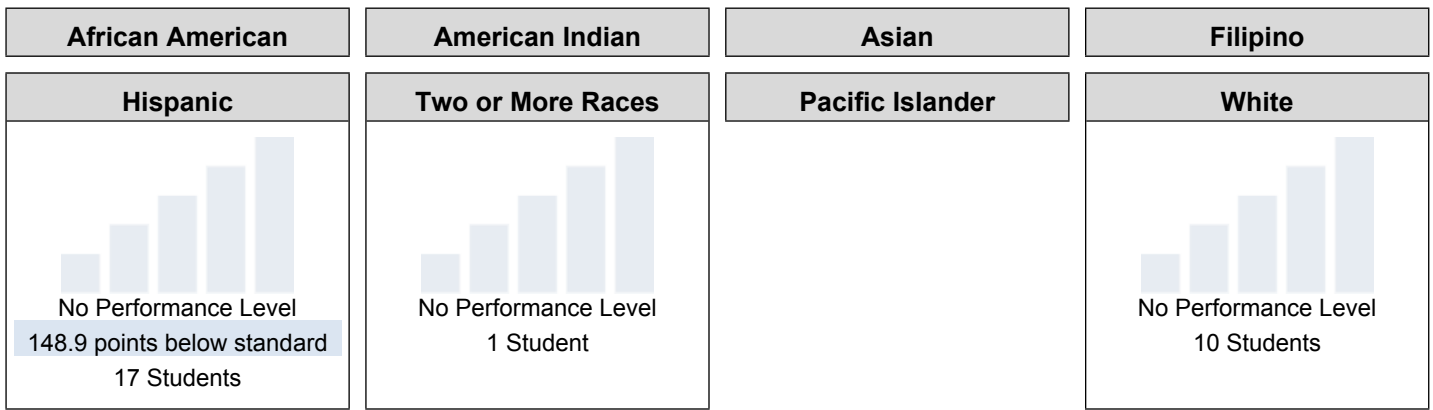 African American
American Indian
Asian
Filipino
Hispanic
No Performance Level
148.9 points below standard
17 Students
Two or More Races
No Performance Level
1 Student
Pacific Islander
White
No Performance Level
10 Students